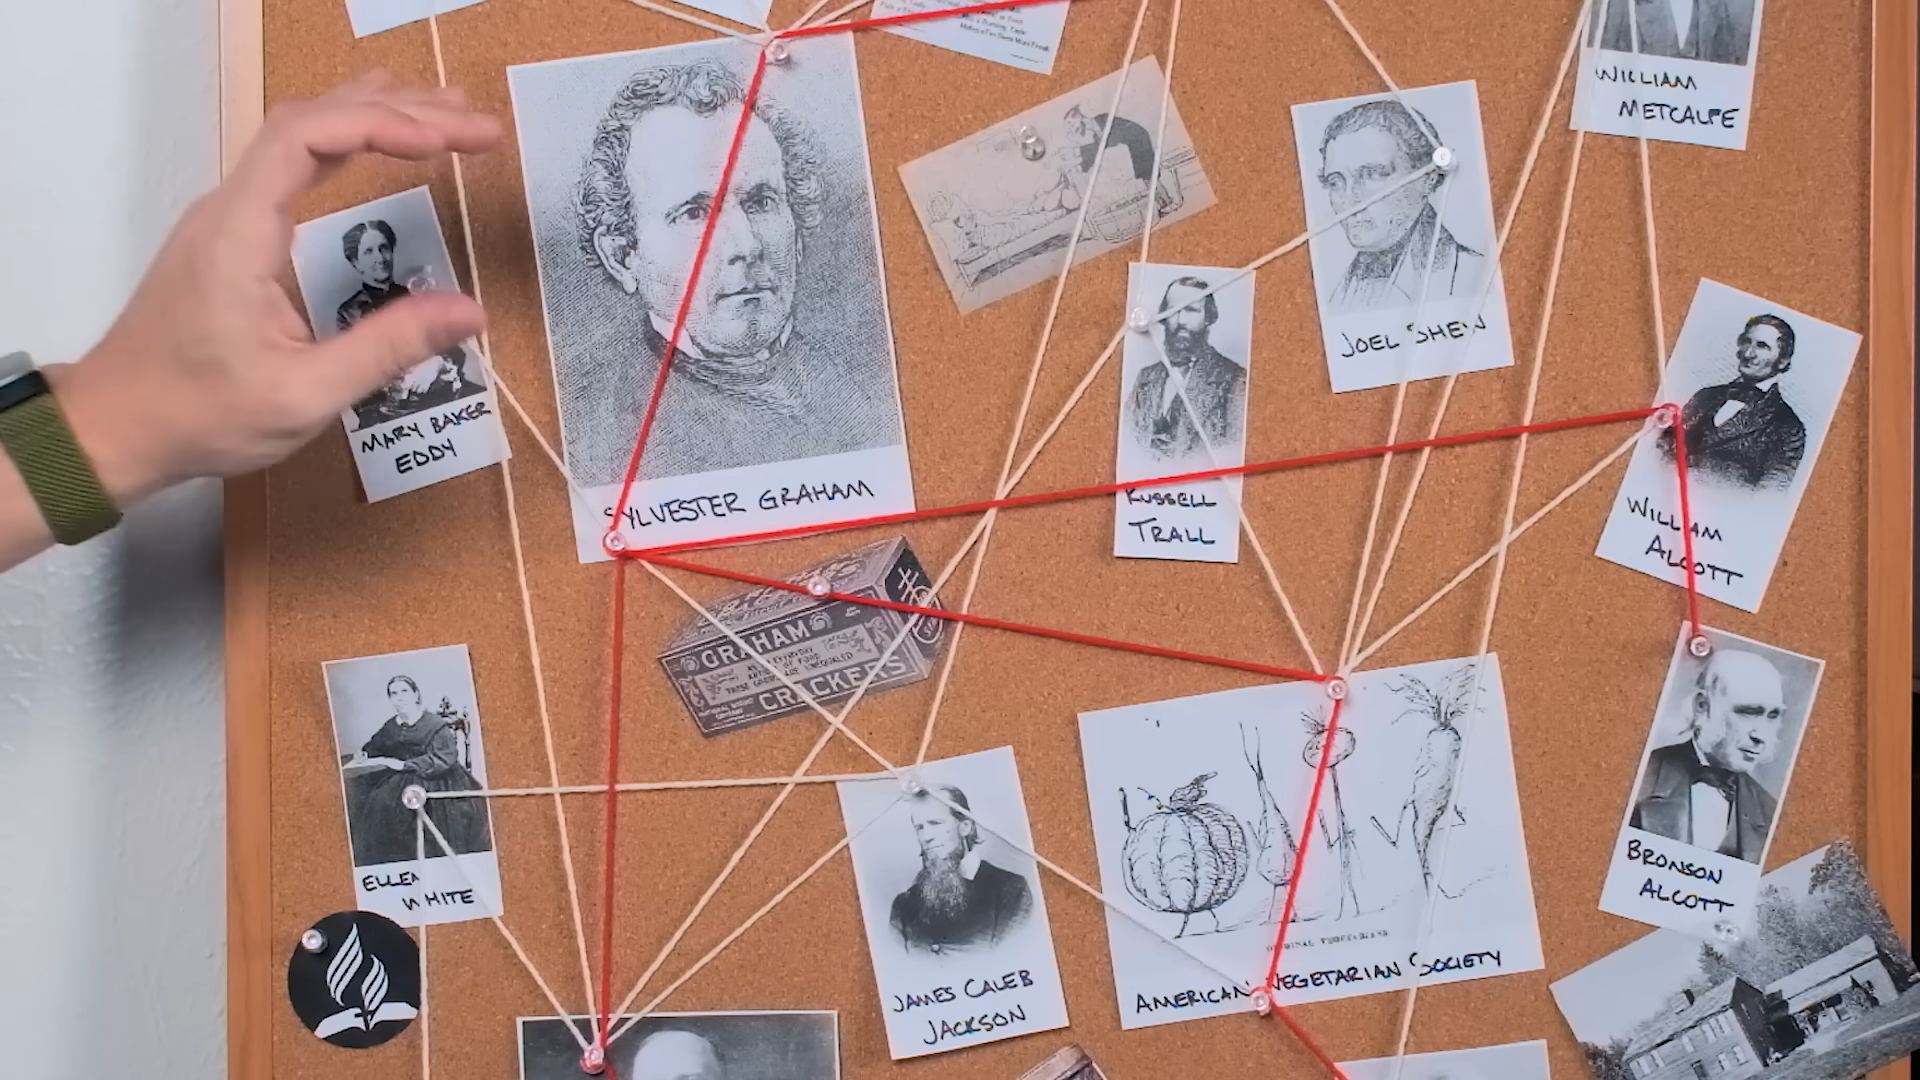 WILLIAM
METCALFE
JOEL SHEW
MARY BAKER
EDDY
SYLVESTER GRAHAM
RUSSELL
TRALL
WILLIAM
ALCOTT
GRAHAM
CRACKERS
ELLEN
WHITE
BRONSON
ALCOTT
JAMES CALEB
JACKSON
AMERICAN VEGETARIAN SOCIETY